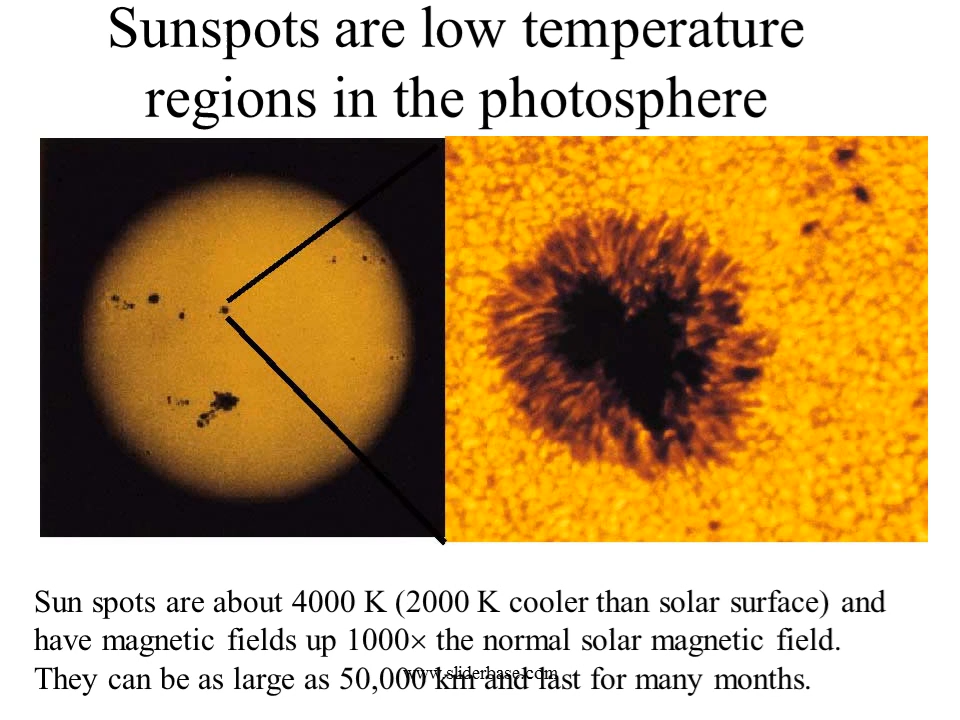 Sunspots are low temperature
regions in the photosphere
Sun spots are about 4000 K (2000 K cooler than solar surface) and
have magnetic fields up 1000× the normal solar magnetic field.
They can be as large as 50,000 km and last for many months.
www.sliderbase.com